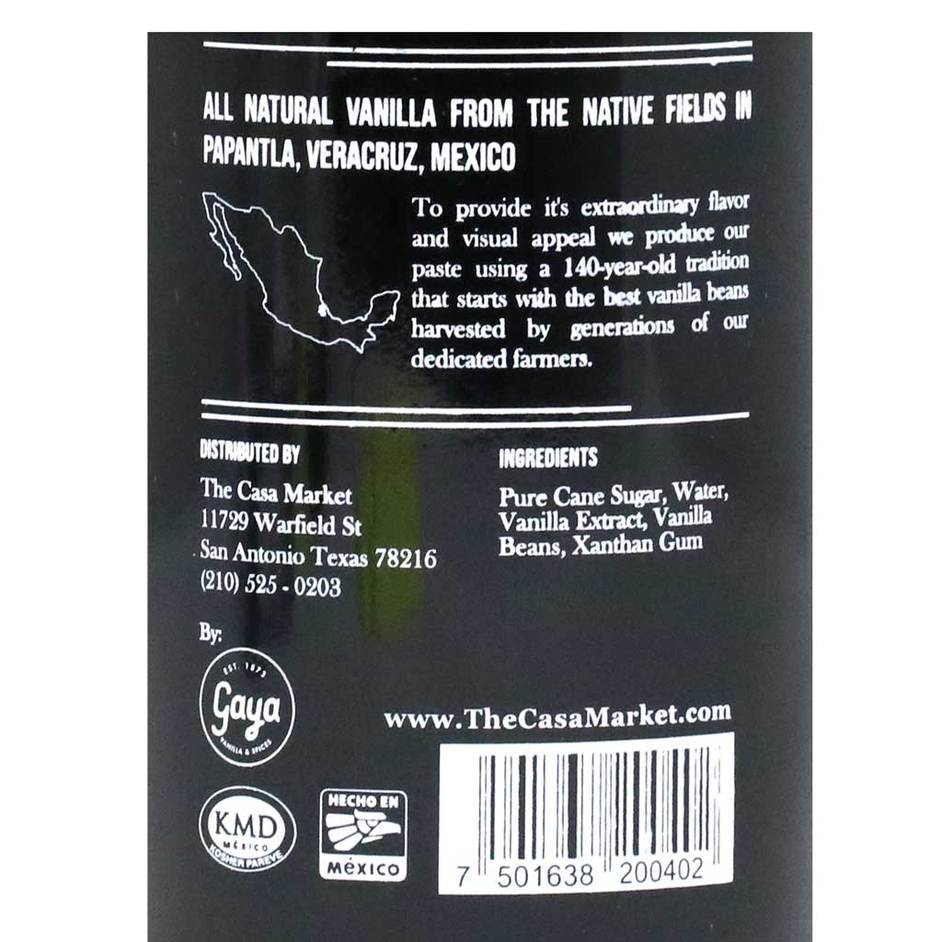 ALL NATURAL VANILLA FROM THE NATIVE FIELDS IN
PAPANTLA, VERACRUZ, MEXICO
To provide it's extraordinary flavor
and visual appeal we produce our
paste using a 140-year-old tradition
that starts with the best vanilla beans
harvested by generations of our
dedicated farmers.
DISTRIBUTED BY
The Casa Market
11729 Warfield St
San Antonio Texas 78216
(210) 525 - 0203
INGREDIENTS
Pure Cane Sugar, Water,
Vanilla Extract, Vanilla
Beans, Xanthan Gum
By:
EST. 1873
Gaya
VANILLA & SPICES
www.TheCasaMarket.com
KMD
MÉXICO
KOSHER PAREVE
HECHO EN
MÉXICO
7 501638 200402